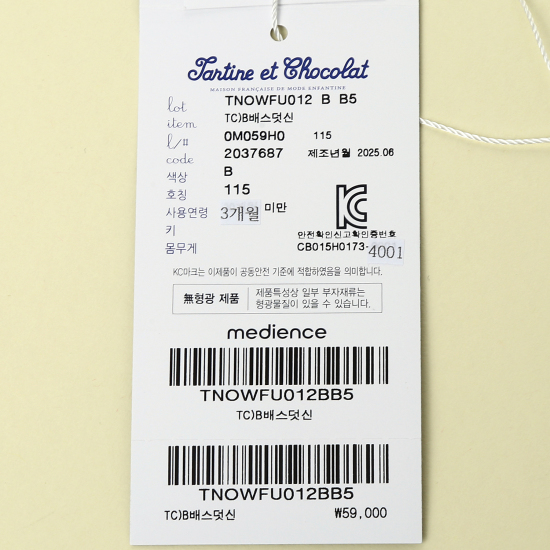 Tartine et Chocolat
MAISON FRANÇAISE DE MODE ENFANTINE
lot TNOWFU012 B B5
item TC)B배스덧신
l/# 0M059H0 115
code 2037687 제조년월 2025.06
색상 B
호칭 115
사용연령 3개월 미만
키
몸무게
KC
안전확인신고확인증번호
CB015H0173-4001
KC마크는 이제품이 공통안전 기준에 적합하였음을 의미합니다.
無형광 제품
제품특성상 일부 부자재류는
형광물질이 있을 수 있습니다.
medience
TNOWFU012BB5
TC)B배스덧신
TNOWFU012BB5
TC)B배스덧신 ₩59,000